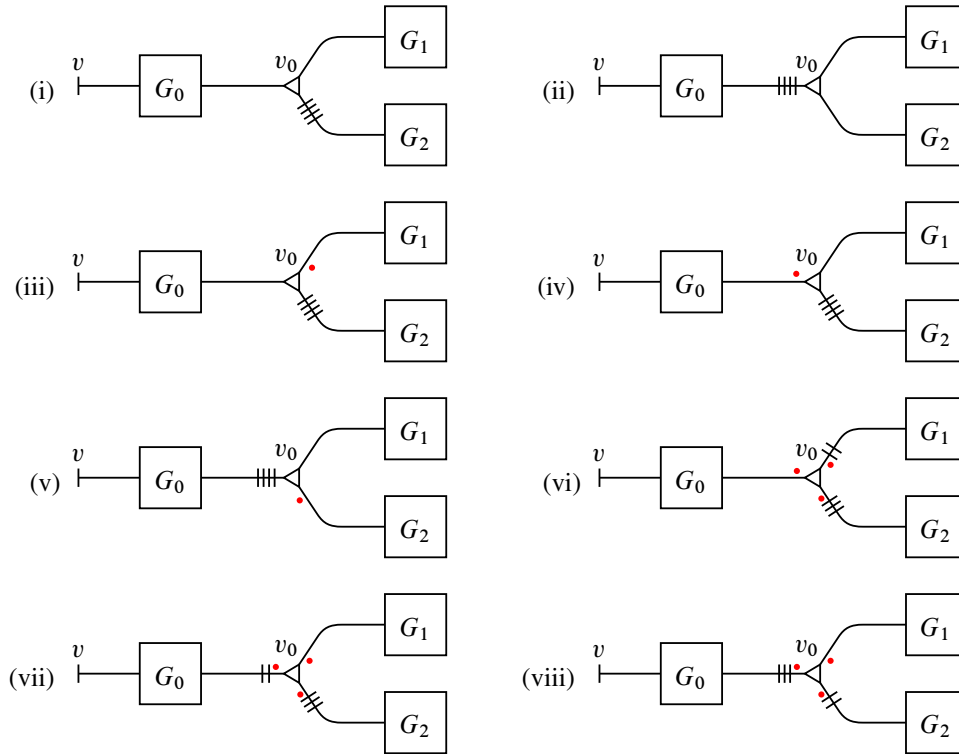 (i) v G₀ v₀ G₁ G₂
(ii) v G₀ v₀ G₁ G₂
(iii) v G₀ v₀ G₁ G₂
(iv) v G₀ v₀ G₁ G₂
(v) v G₀ v₀ G₁ G₂
(vi) v G₀ v₀ G₁ G₂
(vii) v G₀ v₀ G₁ G₂
(viii) v G₀ v₀ G₁ G₂